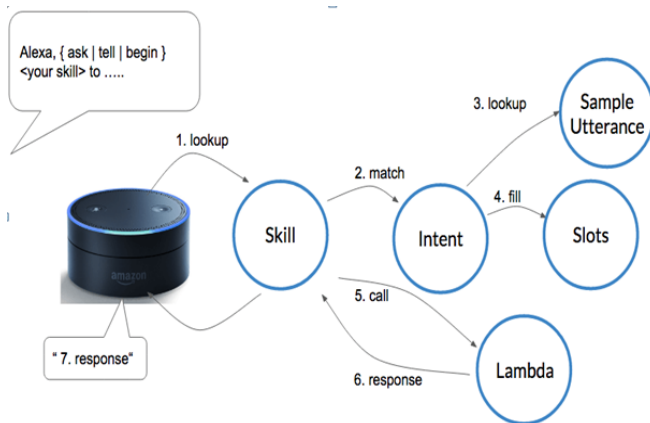 Alexa, { ask | tell | begin }
<your skill> to .....
1. lookup
2. match
3. lookup
Sample
Utterance
4. fill
Skill
Intent
Slots
amazon
5. call
6. response
Lambda
" 7. response"